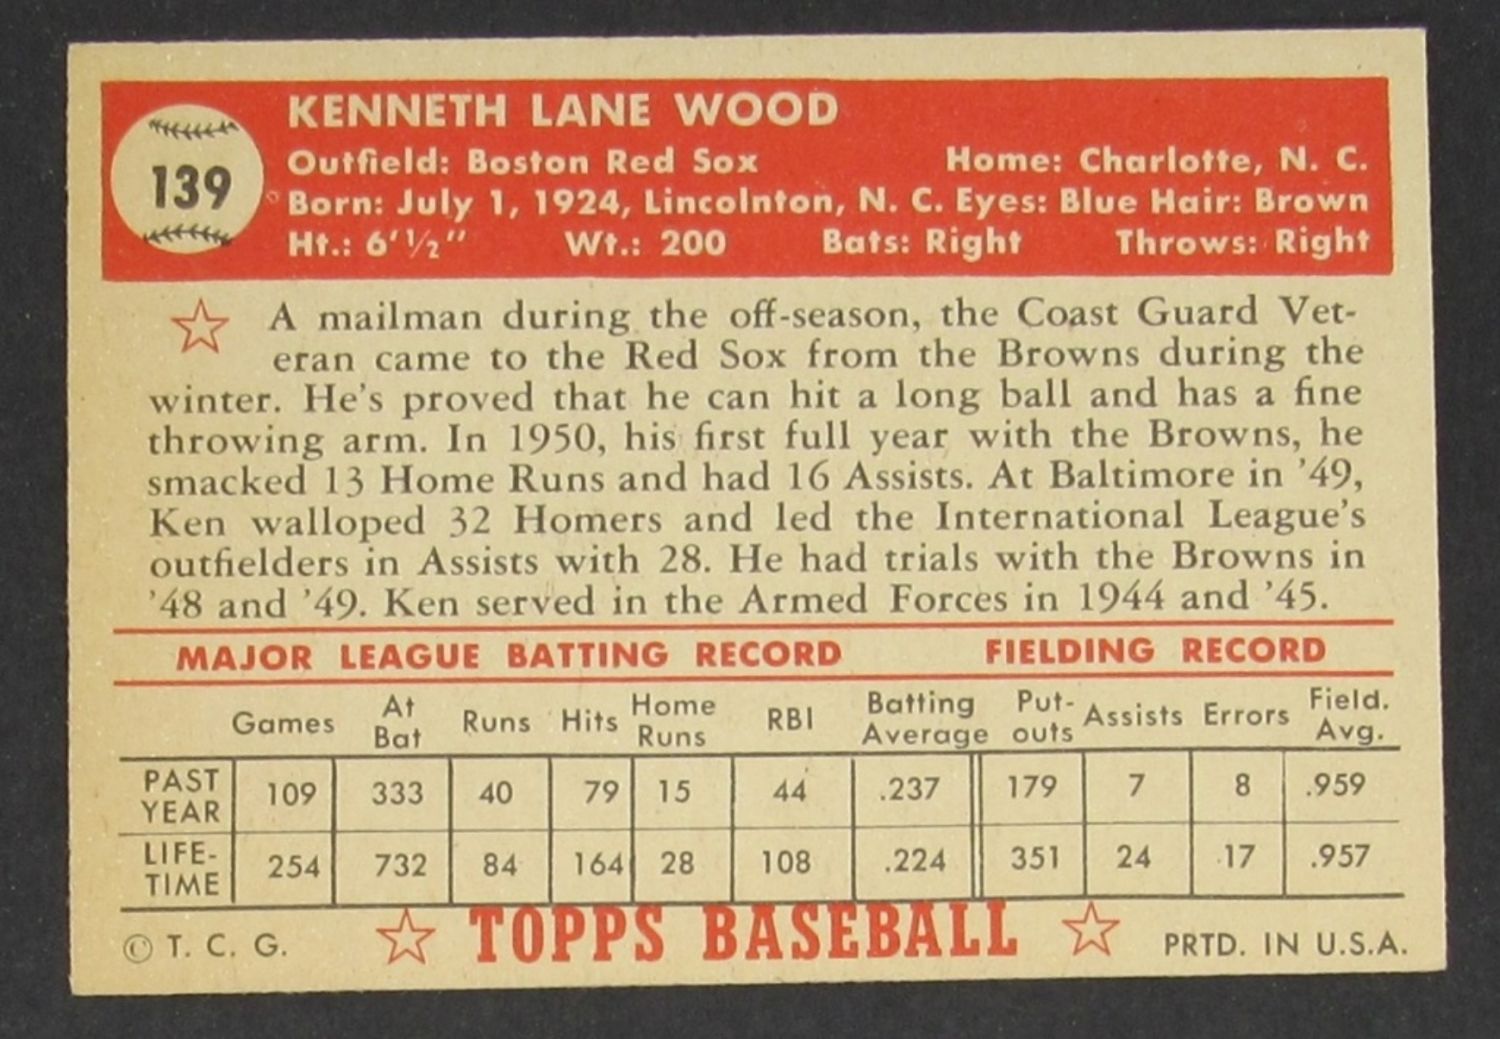 139
KENNETH LANE WOOD
Outfield: Boston Red Sox Home: Charlotte, N. C.
Born: July 1, 1924, Lincolnton, N. C. Eyes: Blue Hair: Brown
Ht.: 6' 1/2" Wt.: 200 Bats: Right Throws: Right
A mailman during the off-season, the Coast Guard Vet-
eran came to the Red Sox from the Browns during the
winter. He's proved that he can hit a long ball and has a fine
throwing arm. In 1950, his first full year with the Browns, he
smacked 13 Home Runs and had 16 Assists. At Baltimore in '49,
Ken walloped 32 Homers and led the International League's
outfielders in Assists with 28. He had trials with the Browns in
'48 and '49. Ken served in the Armed Forces in 1944 and '45.
MAJOR LEAGUE BATTING RECORD FIELDING RECORD
Games At Bat Runs Hits Home Runs RBI Batting Average Put-outs Assists Errors Field. Avg.
PAST YEAR 109 333 40 79 15 44 .237 179 7 8 .959
LIFE-TIME 254 732 84 164 28 108 .224 351 24 17 .957
© T. C. G. TOPPS BASEBALL PRTD. IN U.S.A.